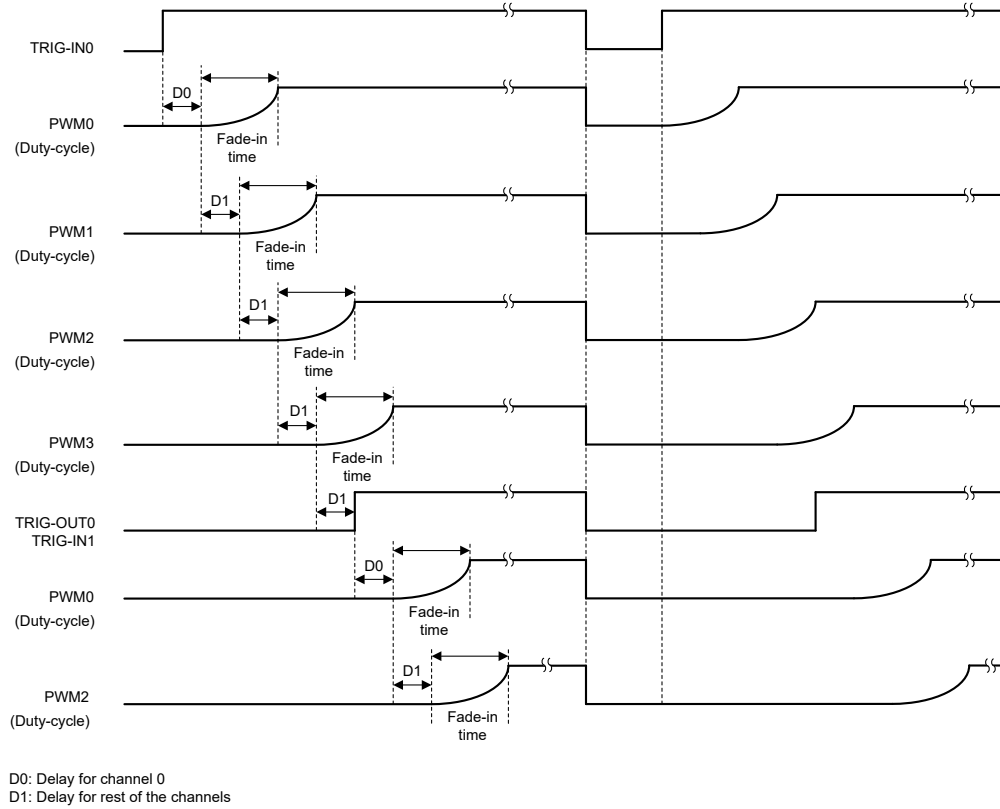 TRIG-IN0
D0
PWM0
(Duty-cycle)
Fade-in
time
D1
PWM1
(Duty-cycle)
Fade-in
time
D1
PWM2
(Duty-cycle)
Fade-in
time
D1
PWM3
(Duty-cycle)
Fade-in
time
D1
TRIG-OUT0
TRIG-IN1
D0
PWM0
(Duty-cycle)
Fade-in
time
D1
PWM2
(Duty-cycle)
Fade-in
time
D0: Delay for channel 0
D1: Delay for rest of the channels